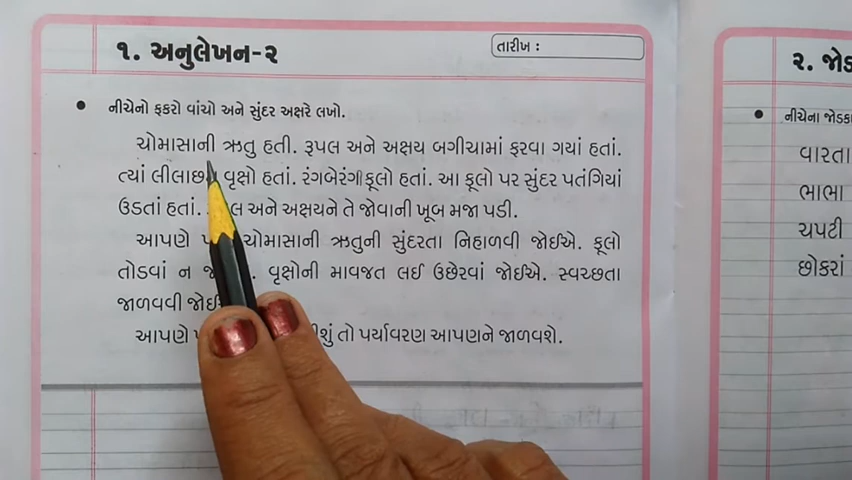 ૧. અનુલેખન-૨
તારીખ :
• નીચેનો ફકરો વાંચો અને સુંદર અક્ષરે લખો.
ચોમાસાની ઋતુ હતી. રૂપલ અને અક્ષય બગીચામાં ફરવા ગયાં હતાં.
ત્યાં લીલાછમ વૃક્ષો હતાં. રંગબેરંગી ફૂલો હતાં. આ ફૂલો પર સુંદર પતંગિયાં
ઉડતાં હતાં. અને અક્ષયને તે જોવાની ખૂબ મજા પડી.
આપણે ચોમાસાની ઋતુની સુંદરતા નિહાળવી જોઈએ. ફૂલો
તોડવાં ન વૃક્ષોની માવજત લઈ ઉછેરવાં જોઈએ. સ્વચ્છતા
જાળવવી
આપણે તો પર્યાવરણ આપણને જાળવશે.
૨.
• નીચેના
વારતા
ભાભા
ચપટી
છોકરાં